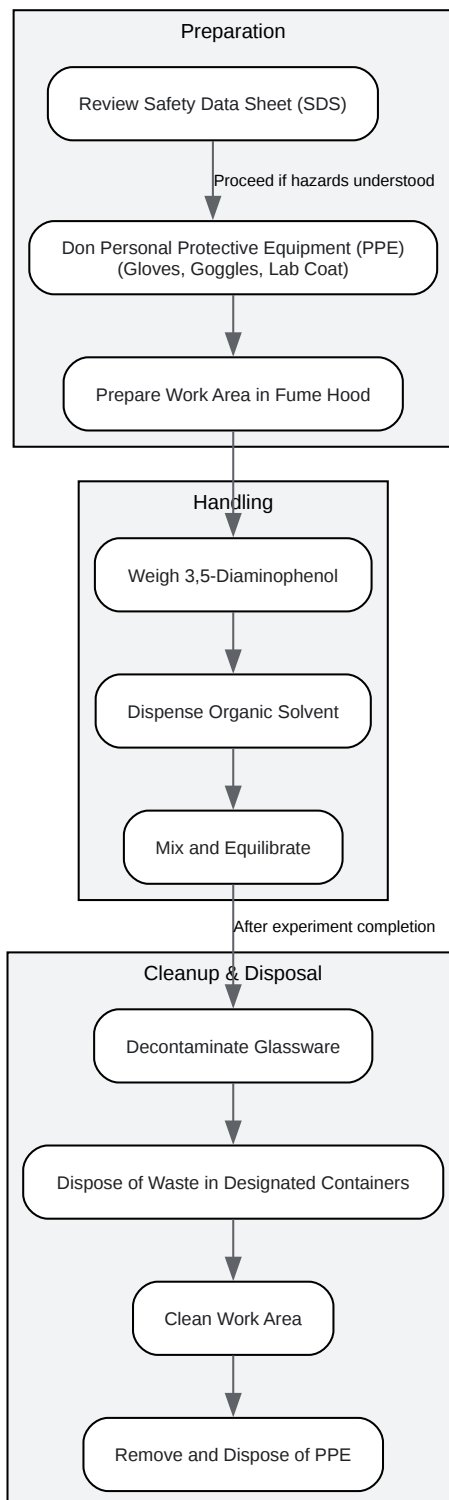 Preparation
Review Safety Data Sheet (SDS)
Proceed if hazards understood
Don Personal Protective Equipment (PPE)
(Gloves, Goggles, Lab Coat)
Prepare Work Area in Fume Hood
Handling
Weigh 3,5-Diaminophenol
Dispense Organic Solvent
Mix and Equilibrate
After experiment completion
Cleanup & Disposal
Decontaminate Glassware
Dispose of Waste in Designated Containers
Clean Work Area
Remove and Dispose of PPE